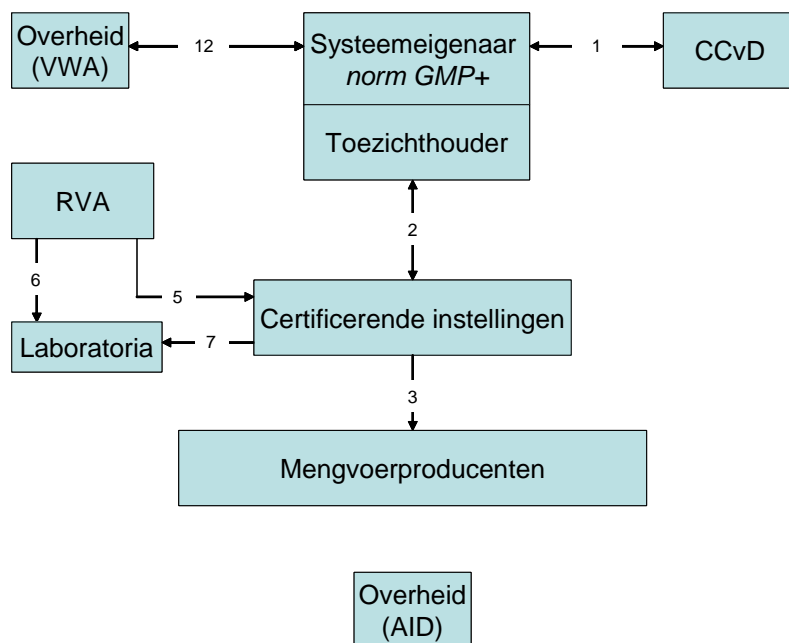 Overheid
(VWA)
12
Systeemeigenaar
norm GMP+
1
CCvD
Toezichthouder
RVA
2
6
5
Certificerende instellingen
Laboratoria
7
3
Mengvoerproducenten
Overheid
(AID)